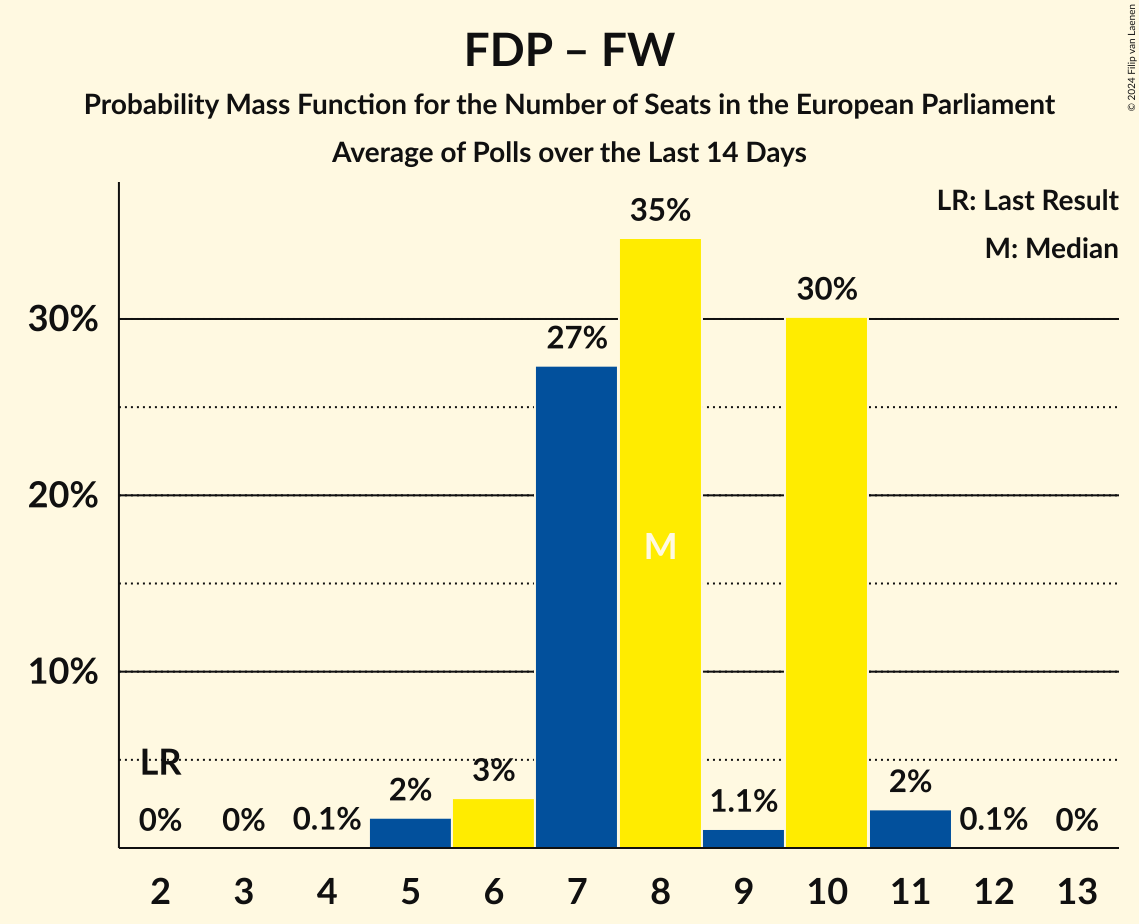 FDP – FW
Probability Mass Function for the Number of Seats in the European Parliament
Average of Polls over the Last 14 Days
© 2024 Filip van Laenen
LR: Last Result
M: Median
35%
30%
30%
27%
20%
M
10%
LR
3%
2%
2%
1.1%
0%
0%
0.1%
0.1%
0%
2 3 4 5 6 7 8 9 10 11 12 13